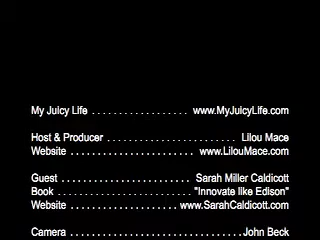 My Juicy Life . . . . . . . . . . . . . . . . . . www.MyJuicyLife.com
Host & Producer . . . . . . . . . . . . . . . . . . . . . . . . Lilou Mace
Website . . . . . . . . . . . . . . . . . . . . . . . www.LilouMace.com
Guest . . . . . . . . . . . . . . . . . . . . . . . . Sarah Miller Caldicott
Book . . . . . . . . . . . . . . . . . . . . . . . . . "Innovate like Edison"
Website . . . . . . . . . . . . . . . . . . . . www.SarahCaldicott.com
Camera . . . . . . . . . . . . . . . . . . . . . . . . . . . . . . . . . John Beck